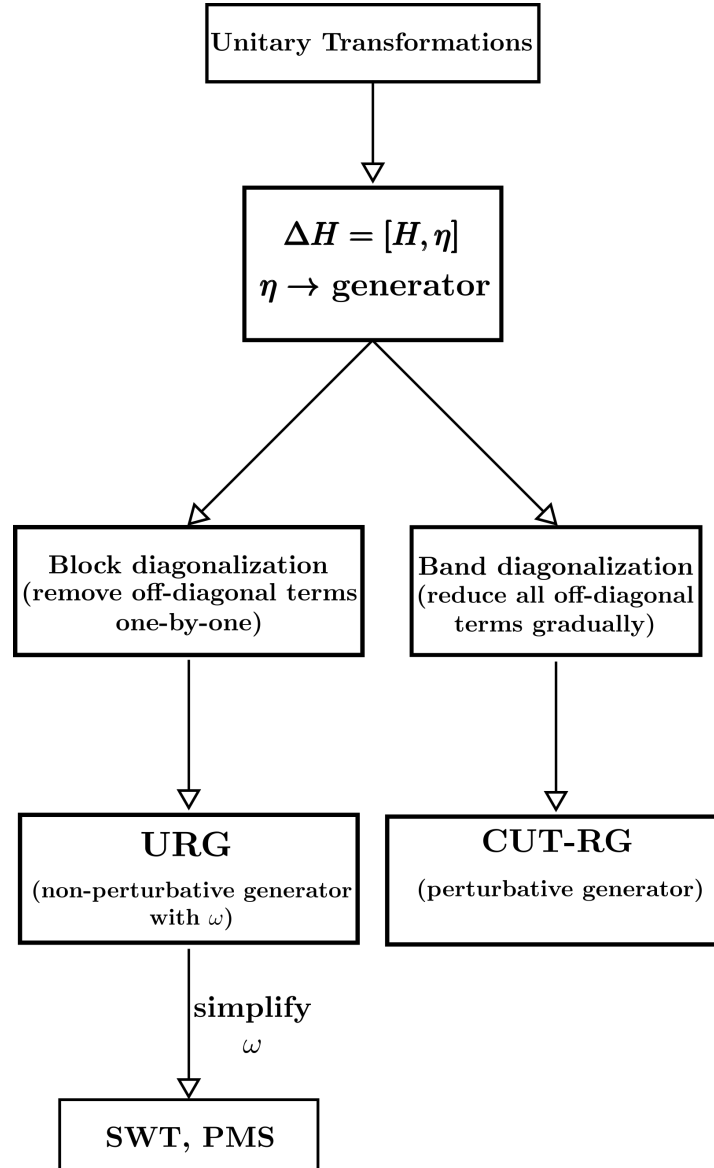 Unitary Transformations
ΔH = [H, η]
η → generator
Block diagonalization
(remove off-diagonal terms
one-by-one)
Band diagonalization
(reduce all off-diagonal
terms gradually)
URG
(non-perturbative generator
with ω)
CUT-RG
(perturbative generator)
simplify
ω
SWT, PMS